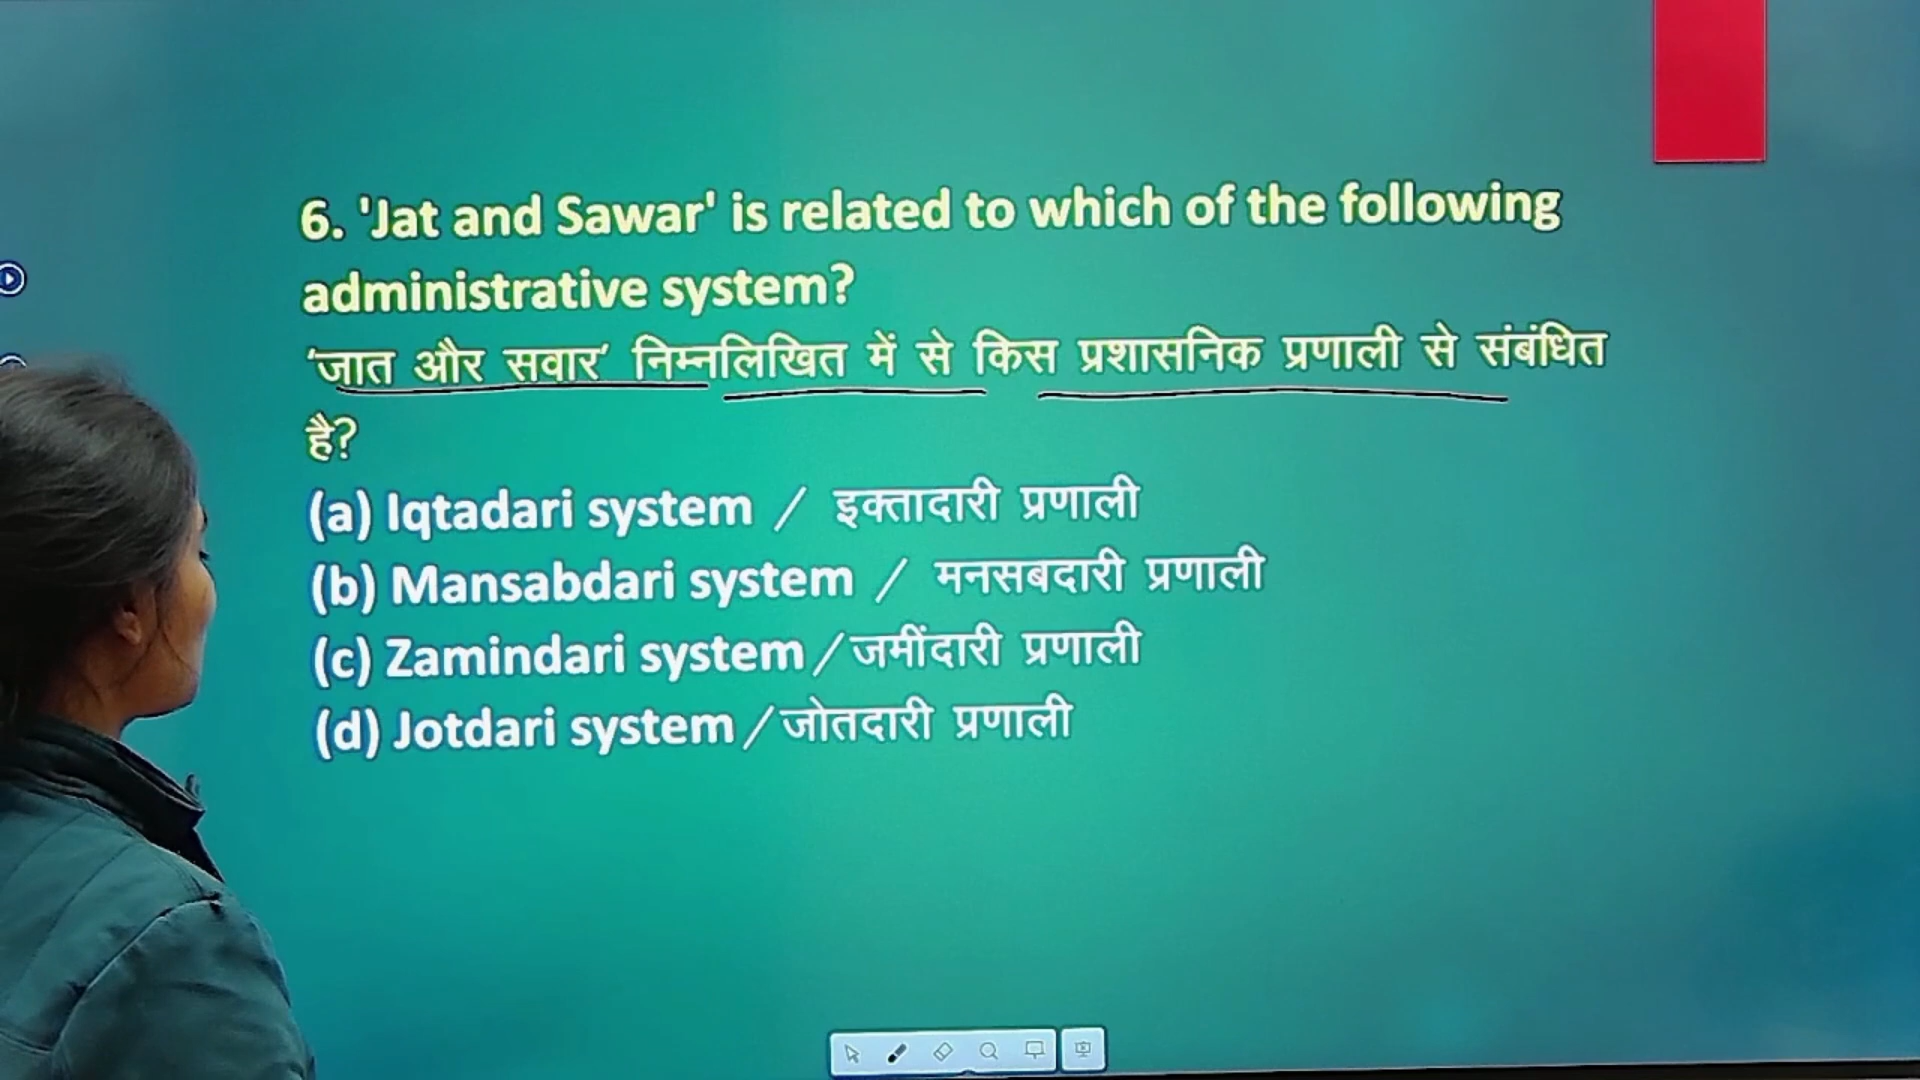 6. 'Jat and Sawar' is related to which of the following
administrative system?
‘जात और सवार’ निम्नलिखित में से किस प्रशासनिक प्रणाली से संबंधित
है?
(a) Iqtadari system / इक्तादारी प्रणाली
(b) Mansabdari system / मनसबदारी प्रणाली
(c) Zamindari system /जमींदारी प्रणाली
(d) Jotdari system /जोतदारी प्रणाली